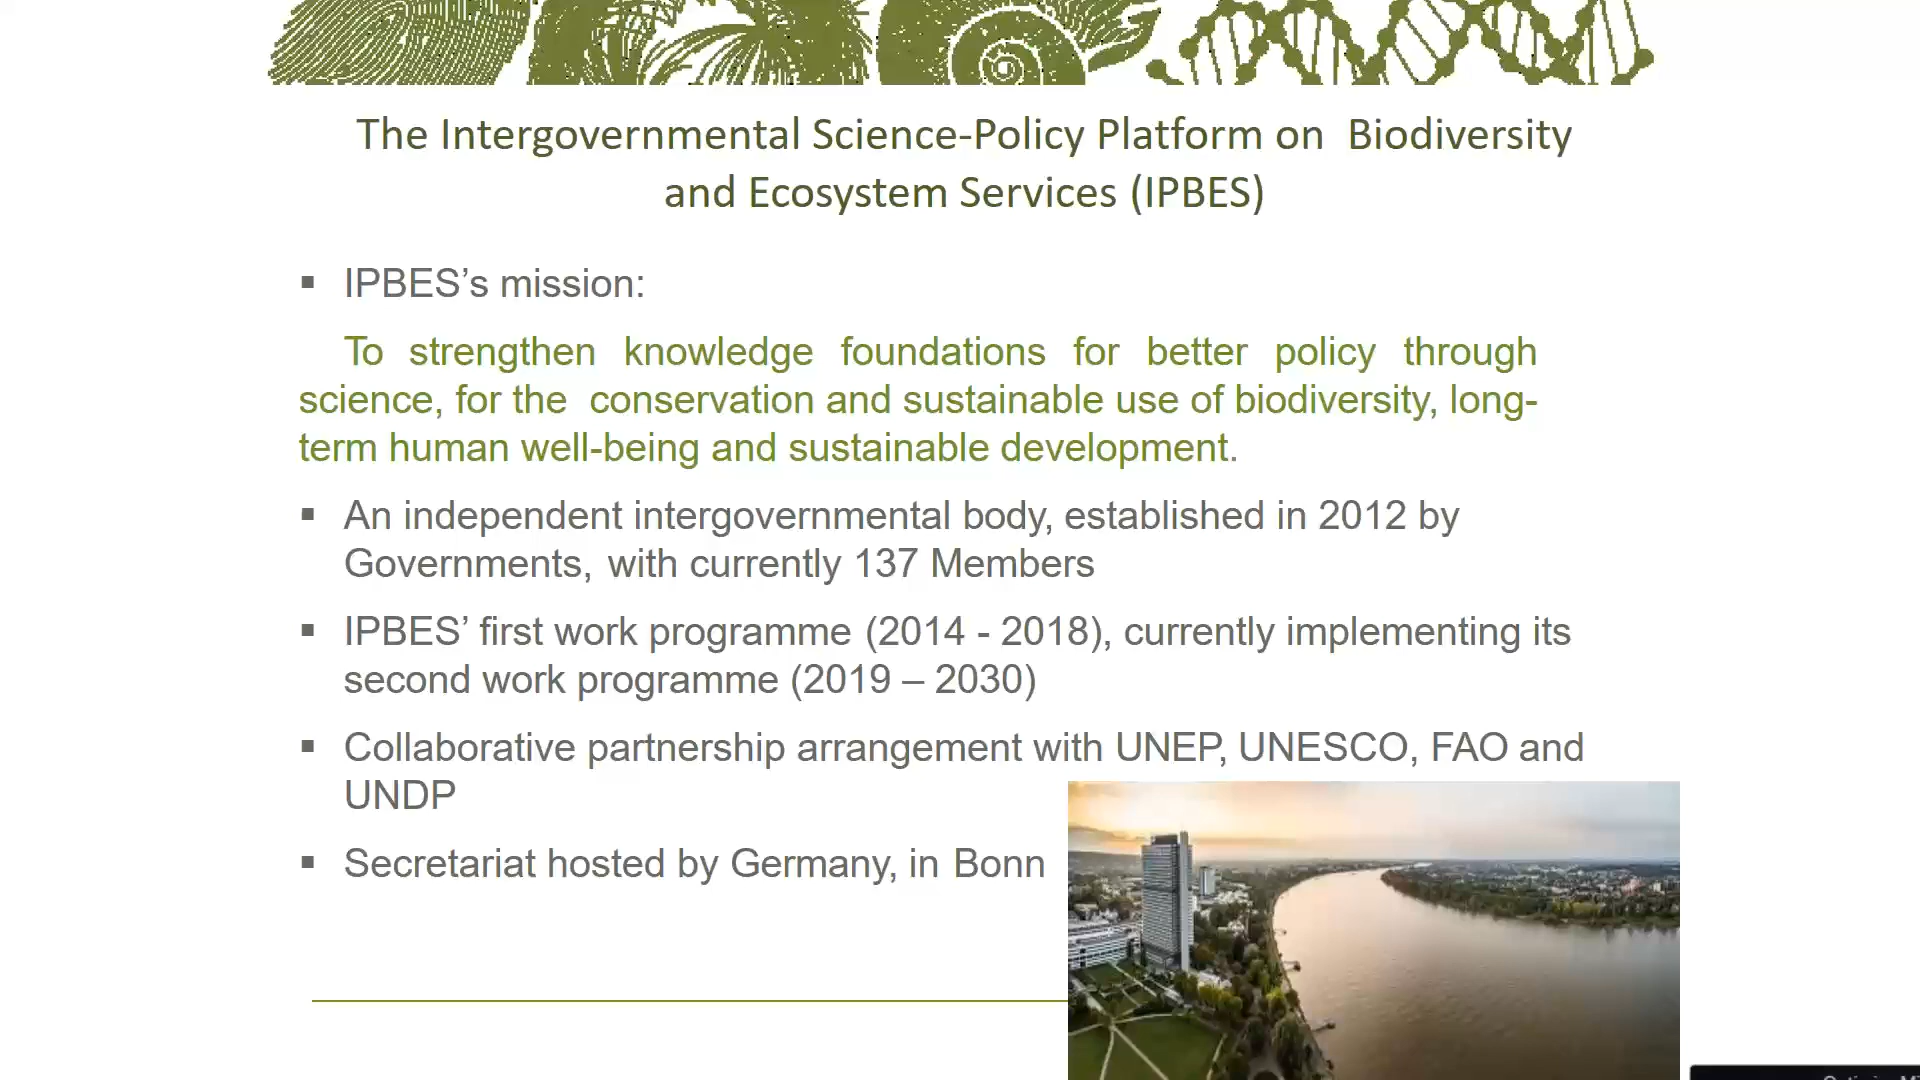 The Intergovernmental Science-Policy Platform on Biodiversity
and Ecosystem Services (IPBES)
▪ IPBES’s mission:
To strengthen knowledge foundations for better policy through
science, for the conservation and sustainable use of biodiversity, long-
term human well-being and sustainable development.
▪ An independent intergovernmental body, established in 2012 by
Governments, with currently 137 Members
▪ IPBES’ first work programme (2014 - 2018), currently implementing its
second work programme (2019 – 2030)
▪ Collaborative partnership arrangement with UNEP, UNESCO, FAO and
UNDP
▪ Secretariat hosted by Germany, in Bonn